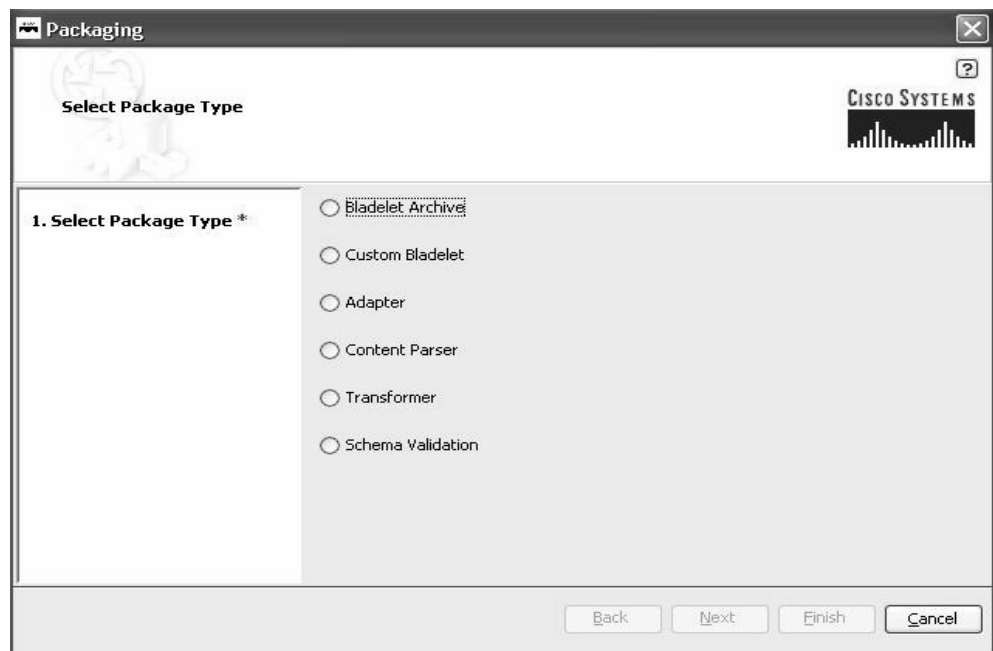 Packaging
?
Select Package Type
CISCO SYSTEMS
1. Select Package Type *
Bladelet Archive
Custom Bladelet
Adapter
Content Parser
Transformer
Schema Validation
Back Next Finish Cancel